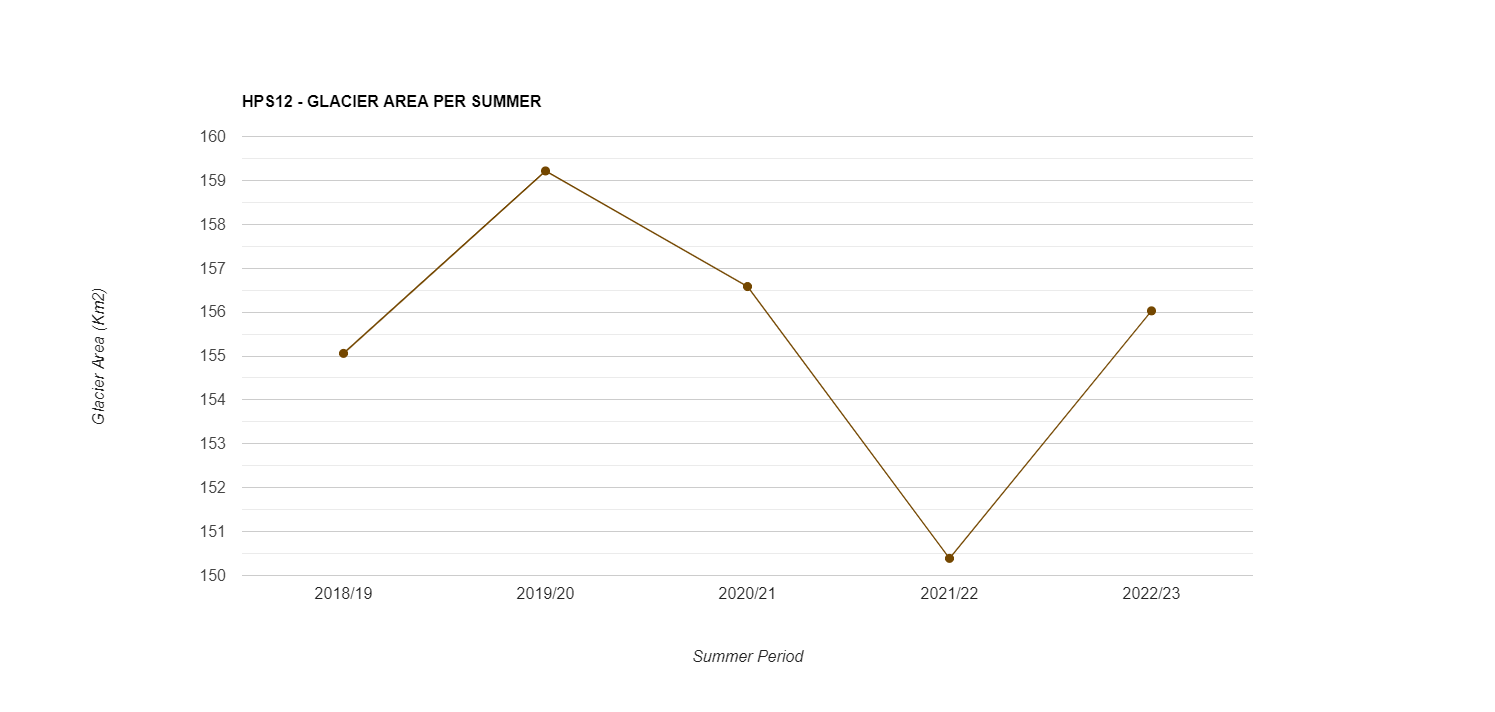 HPS12 - GLACIER AREA PER SUMMER
160
159
158
157
156
155
154
153
152
151
150
Glacier Area (Km2)
2018/19 2019/20 2020/21 2021/22 2022/23
Summer Period